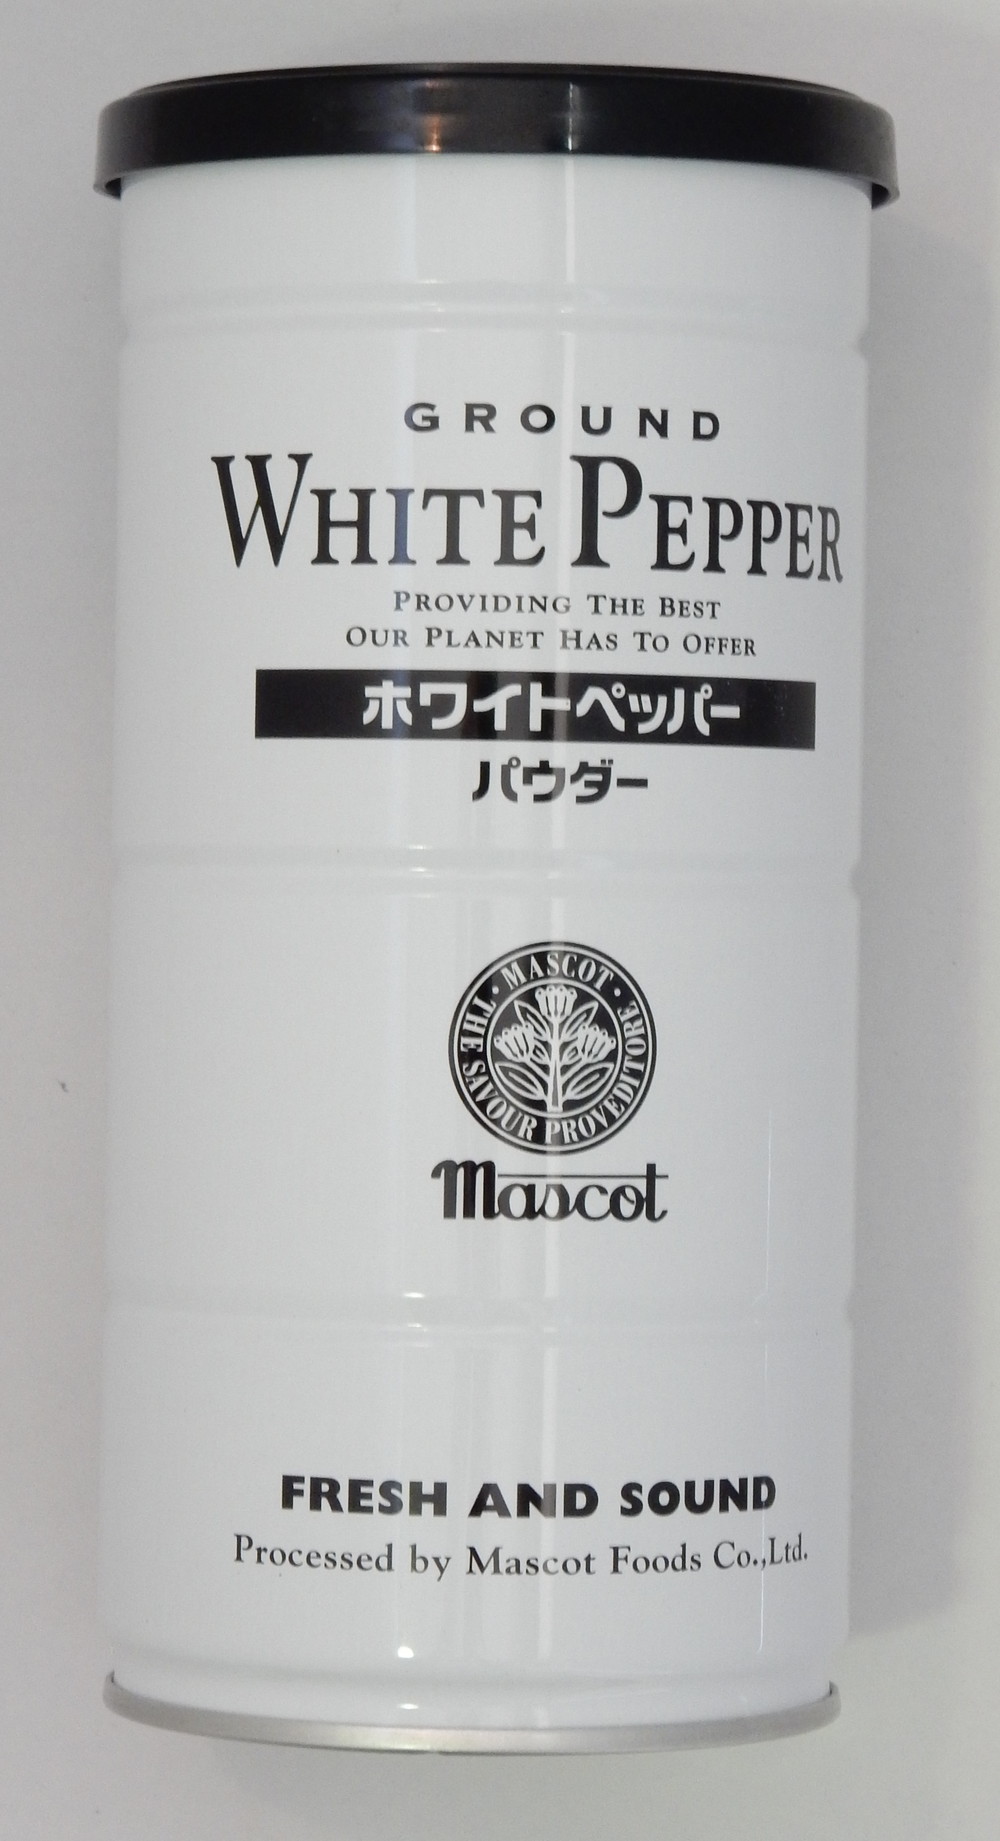 GROUND
WHITE PEPPER
PROVIDING THE BEST
OUR PLANET HAS TO OFFER
ホワイトペッパー
パウダー
· MASCOT ·
THE SAVOUR PROVEDITORE
mascot
FRESH AND SOUND
Processed by Mascot Foods Co.,Ltd.